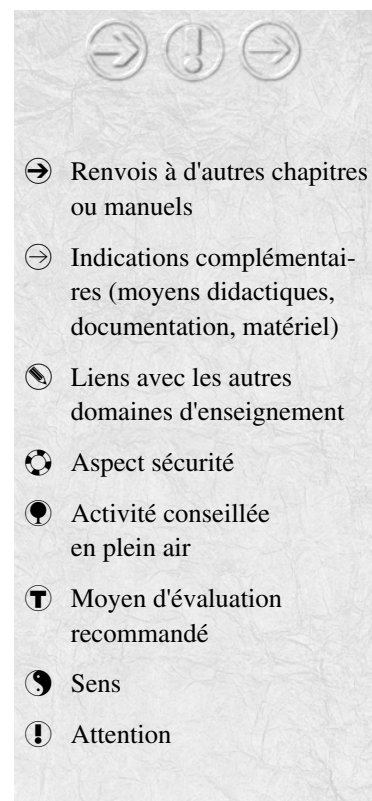 Renvois à d'autres chapitres
ou manuels
Indications complémentai-
res (moyens didactiques,
documentation, matériel)
Liens avec les autres
domaines d'enseignement
Aspect sécurité
Activité conseillée
en plein air
T Moyen d'évaluation
recommandé
Sens
! Attention